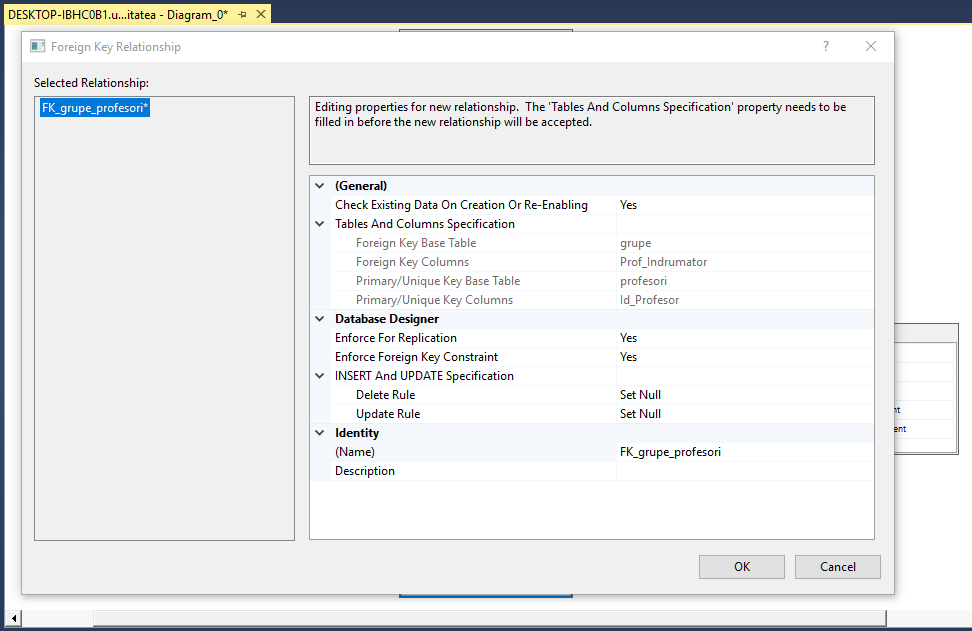 DESKTOP-IBHC0B1.u...itatea - Diagram_0*
Foreign Key Relationship
?
Selected Relationship:
FK_grupe_profesori*
Editing properties for new relationship. The 'Tables And Columns Specification' property needs to be
filled in before the new relationship will be accepted.
(General)
Check Existing Data On Creation Or Re-Enabling Yes
Tables And Columns Specification
Foreign Key Base Table grupe
Foreign Key Columns Prof_Indrumator
Primary/Unique Key Base Table profesori
Primary/Unique Key Columns Id_Profesor
Database Designer
Enforce For Replication Yes
Enforce Foreign Key Constraint Yes
INSERT And UPDATE Specification
Delete Rule Set Null
Update Rule Set Null
Identity
(Name) FK_grupe_profesori
Description
OK Cancel